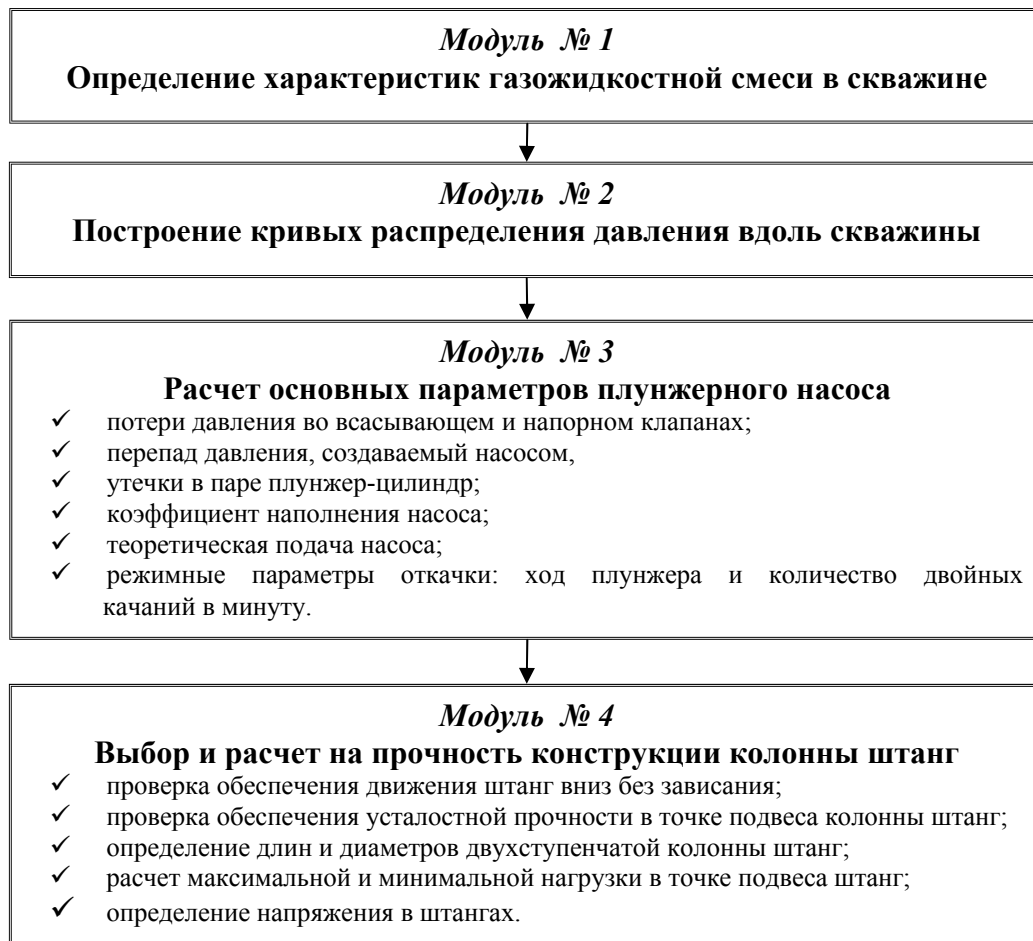 Модуль № 1
Определение характеристик газожидкостной смеси в скважине
Модуль № 2
Построение кривых распределения давления вдоль скважины
Модуль № 3
Расчет основных параметров плунжерного насоса
✓ потери давления во всасывающем и напорном клапанах;
✓ перепад давления, создаваемый насосом,
✓ утечки в паре плунжер-цилиндр;
✓ коэффициент наполнения насоса;
✓ теоретическая подача насоса;
✓ режимные параметры откачки: ход плунжера и количество двойных
качаний в минуту.
Модуль № 4
Выбор и расчет на прочность конструкции колонны штанг
✓ проверка обеспечения движения штанг вниз без зависания;
✓ проверка обеспечения усталостной прочности в точке подвеса колонны штанг;
✓ определение длин и диаметров двухступенчатой колонны штанг;
✓ расчет максимальной и минимальной нагрузки в точке подвеса штанг;
✓ определение напряжения в штангах.